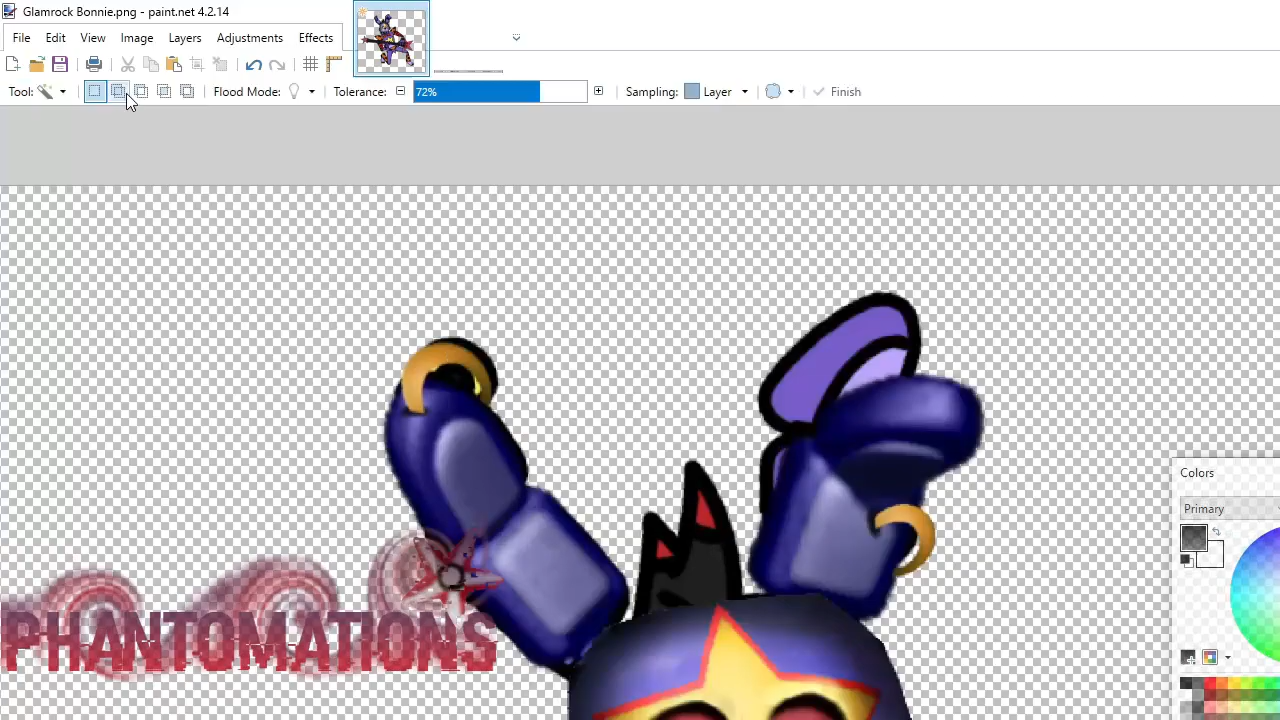 Glamrock Bonnie.png - paint.net 4.2.14
File Edit View Image Layers Adjustments Effects
Tool: Flood Mode: Tolerance: 72% Sampling: Layer Finish
Colors
Primary
PHANTOMATIONS